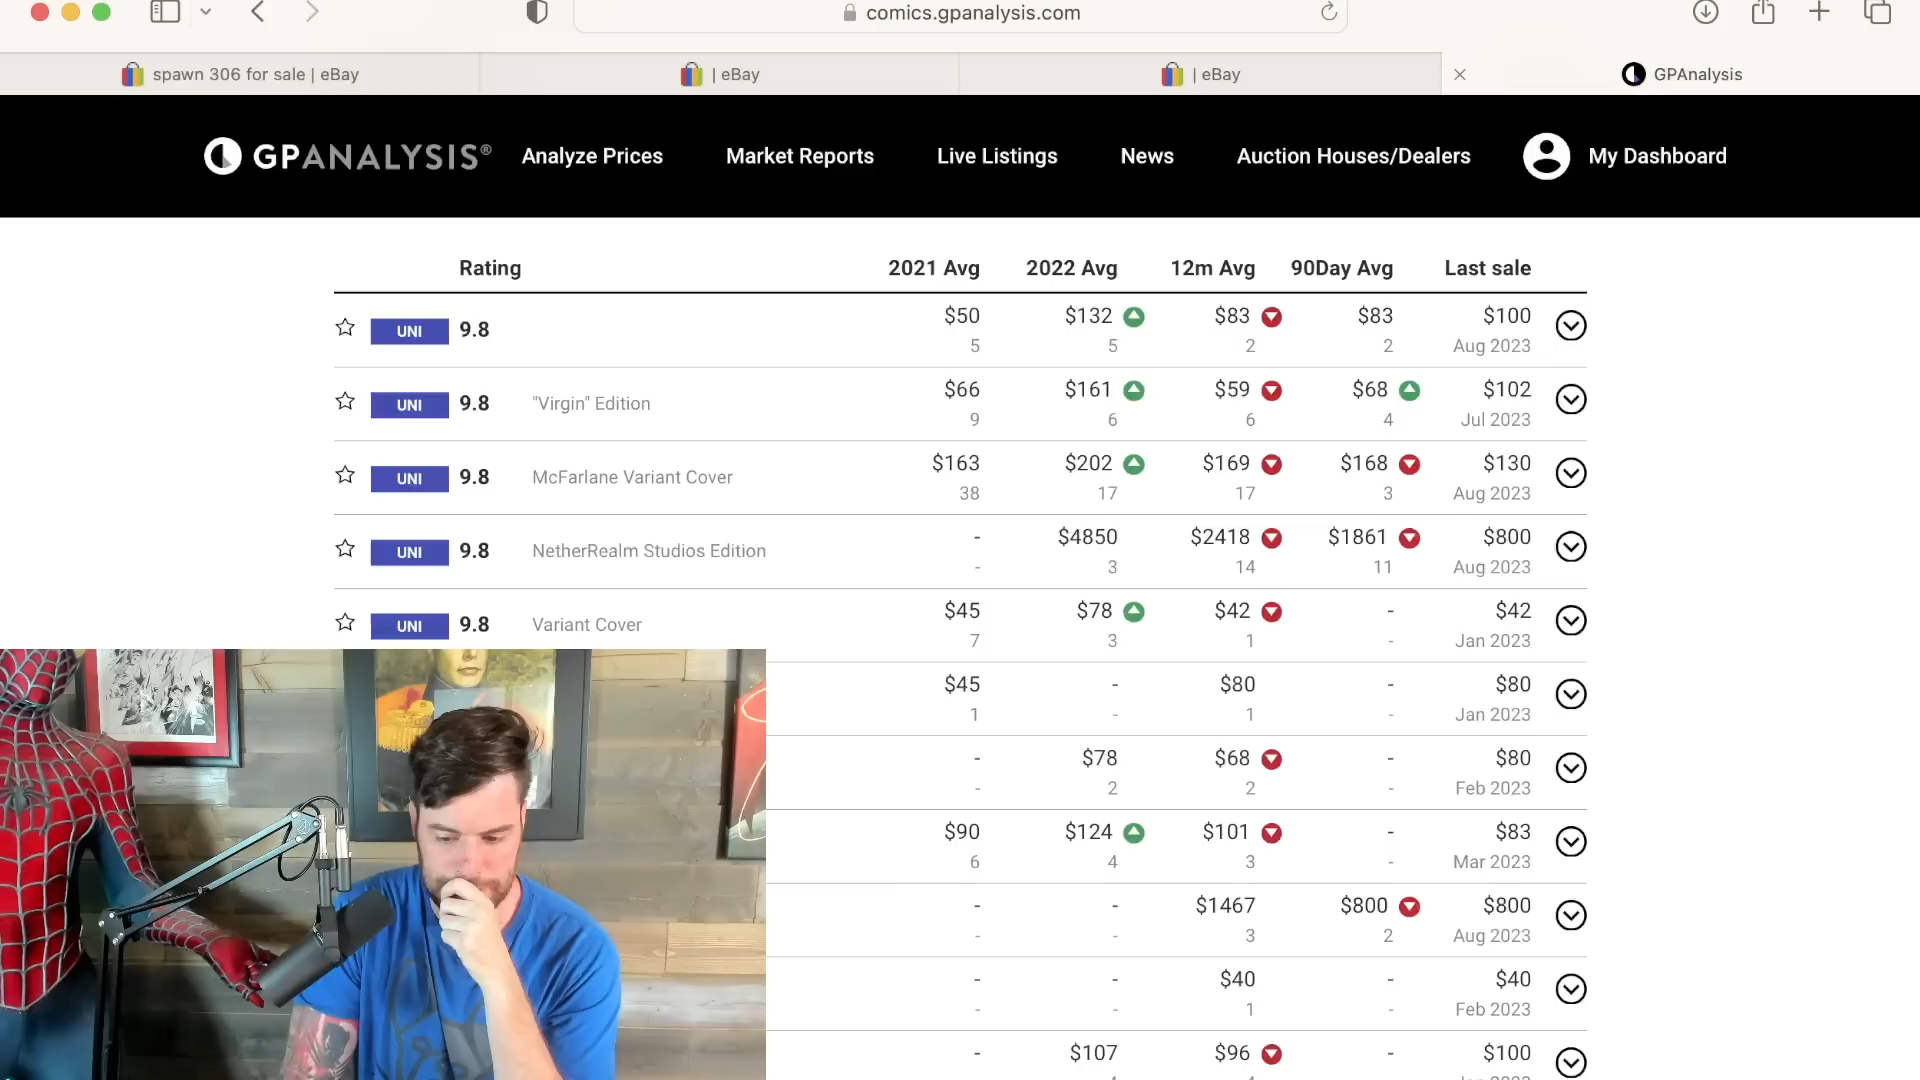 comics.gpanalysis.com
spawn 306 for sale | eBay
| eBay
| eBay
GPAnalysis
GPANALYSIS® Analyze Prices Market Reports Live Listings News Auction Houses/Dealers My Dashboard
Rating 2021 Avg 2022 Avg 12m Avg 90Day Avg Last sale
UNI 9.8 $50 $132 $83 $83 $100
5 5 2 2 Aug 2023
UNI 9.8 "Virgin" Edition $66 $161 $59 $68 $102
9 6 6 4 Jul 2023
UNI 9.8 McFarlane Variant Cover $163 $202 $169 $168 $130
38 17 17 3 Aug 2023
UNI 9.8 NetherRealm Studios Edition - $4850 $2418 $1861 $800
- 3 14 11 Aug 2023
UNI 9.8 Variant Cover $45 $78 $42 - $42
7 3 1 - Jan 2023
$45 - $80 - $80
1 - 1 - Jan 2023
- $78 $68 - $80
- 2 2 - Feb 2023
$90 $124 $101 - $83
6 4 3 - Mar 2023
- - $1467 $800 $800
- - 3 2 Aug 2023
- - $40 - $40
- - 1 - Feb 2023
- $107 $96 - $100